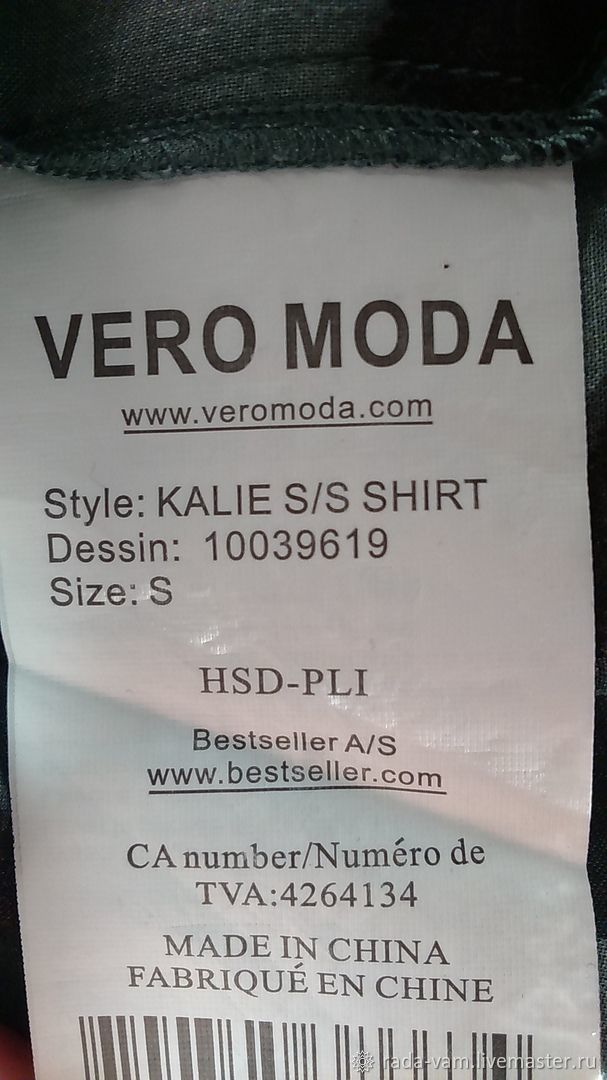 VERO MODA
www.veromoda.com
Style: KALIE S/S SHIRT
Dessin: 10039619
Size: S
HSD-PLI
Bestseller A/S
www.bestseller.com
CA number/Numéro de
TVA:4264134
MADE IN CHINA
FABRIQUÉ EN CHINE
rada-vam.livemaster.ru